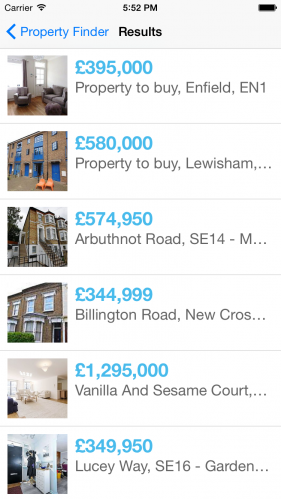 Carrier 5:52 PM
Property Finder Results
£395,000
Property to buy, Enfield, EN1
£580,000
Property to buy, Lewisham,...
£574,950
Arbuthnot Road, SE14 - M...
£344,999
Billington Road, New Cros...
£1,295,000
Vanilla And Sesame Court,...
£349,950
Lucey Way, SE16 - Garden...